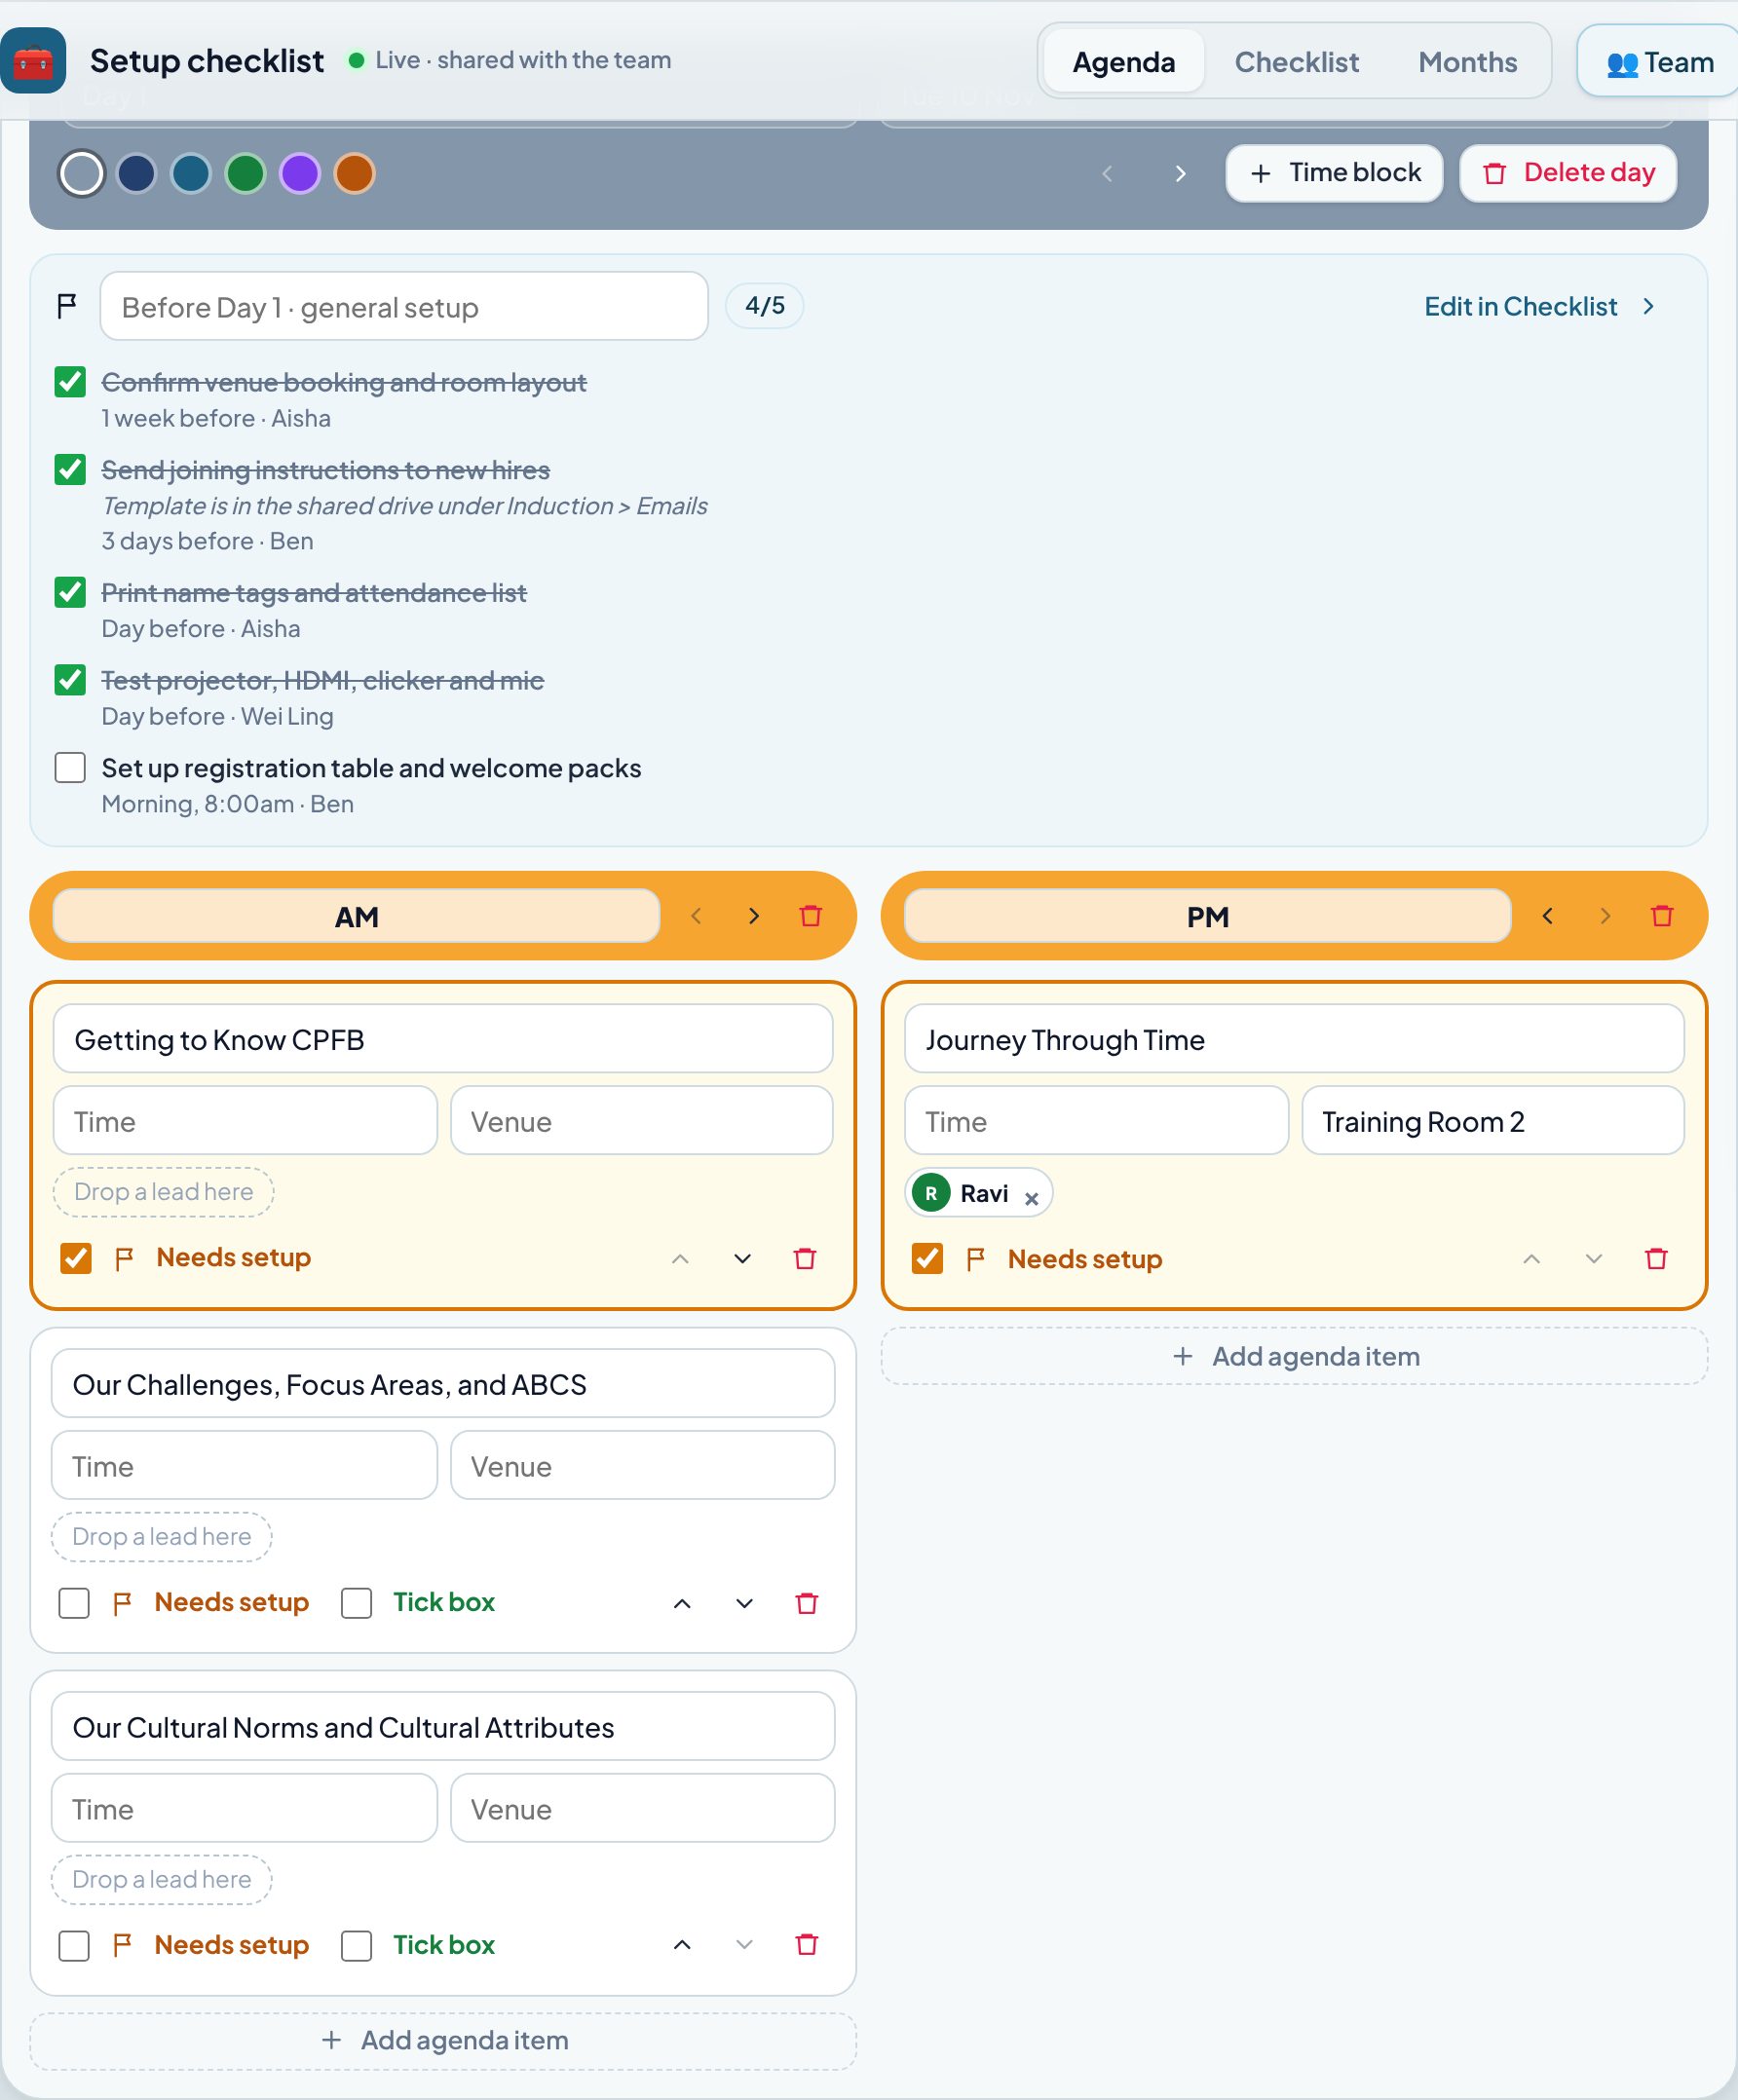 Setup checklist
Live · shared with the team
Agenda
Checklist
Months
Team
Day 1
Tue 10 Nov
Time block
Delete day
Before Day 1 · general setup
4/5
Edit in Checklist
Confirm venue booking and room layout
1 week before · Aisha
Send joining instructions to new hires
Template is in the shared drive under Induction > Emails
3 days before · Ben
Print name tags and attendance list
Day before · Aisha
Test projector, HDMI, clicker and mic
Day before · Wei Ling
Set up registration table and welcome packs
Morning, 8:00am · Ben
AM
Getting to Know CPFB
Time
Venue
Drop a lead here
Needs setup
Our Challenges, Focus Areas, and ABCS
Time
Venue
Drop a lead here
Needs setup
Tick box
Our Cultural Norms and Cultural Attributes
Time
Venue
Drop a lead here
Needs setup
Tick box
+ Add agenda item
PM
Journey Through Time
Time
Training Room 2
R
Ravi ×
Needs setup
+ Add agenda item